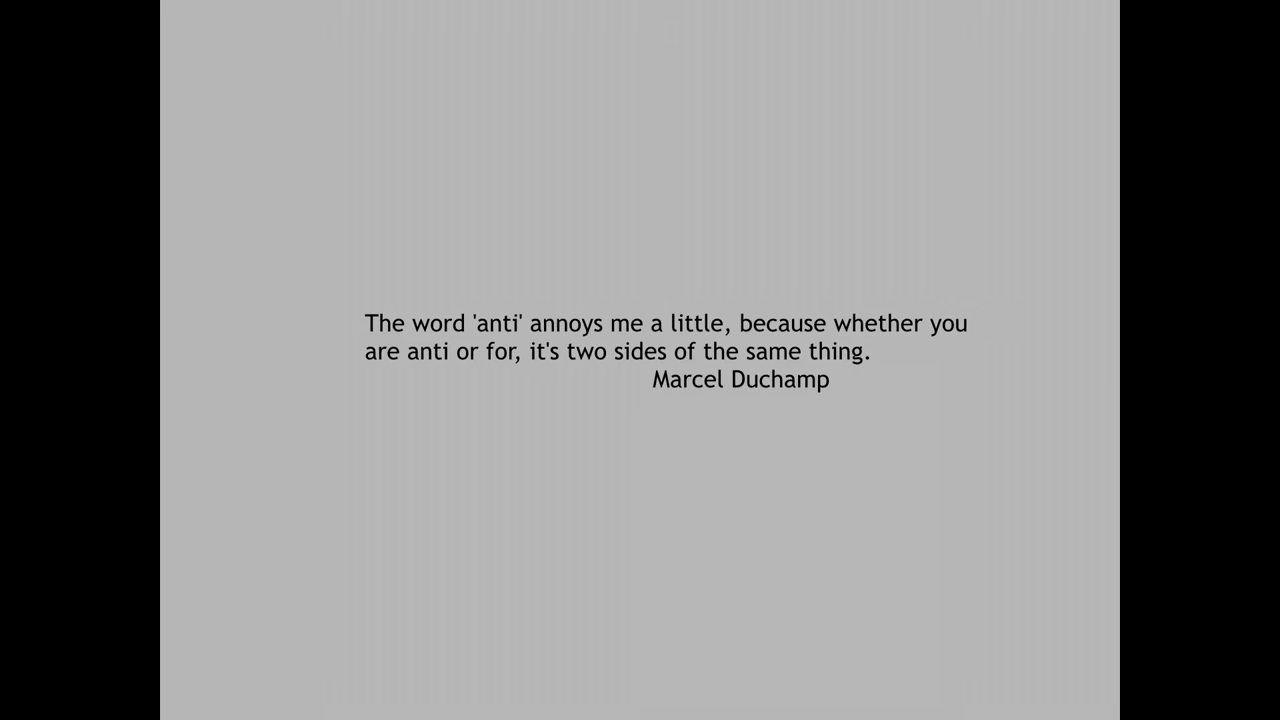 The word 'anti' annoys me a little, because whether you
are anti or for, it's two sides of the same thing.
Marcel Duchamp